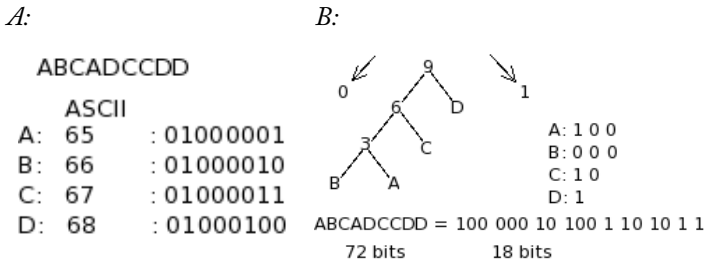 A:
ABCADCCDD
ASCII
A: 65 : 01000001
B: 66 : 01000010
C: 67 : 01000011
D: 68 : 01000100
B:
9
0 1
6 D
3 C
B A
A: 1 0 0
B: 0 0 0
C: 1 0
D: 1
ABCADCCDD = 100 000 10 100 1 10 10 1 1
72 bits 18 bits